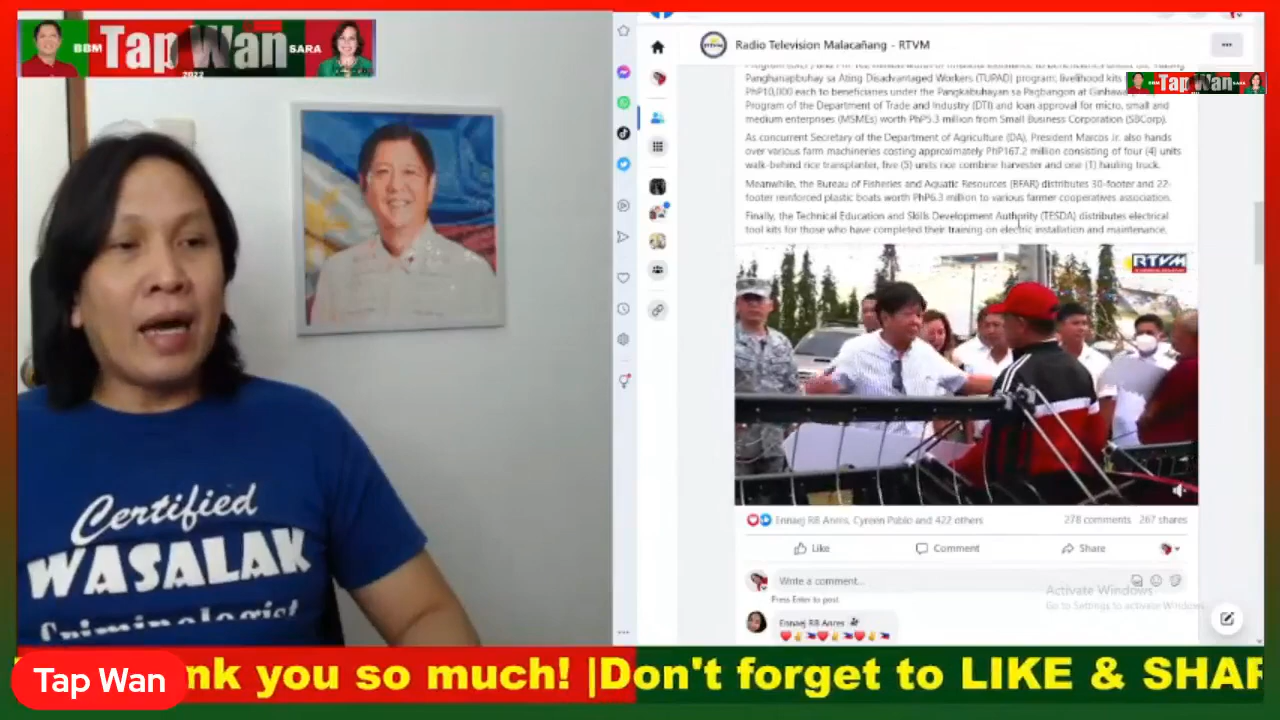 BBM Tap Wan SARA
2022
Certified
WASALAK
Criminologist
RTVM
Radio Television Malacañang - RTVM
Panghanapbuhay sa Ating Disadvantaged Workers (TUPAD) program; livelihood kits
PhP10,000 each to beneficiaries under the Pangkabuhayan sa Pagbangon at Ginhawa
BBM Tap Wan SARA
Program of the Department of Trade and Industry (DTI) and loan approval for micro, small and
medium enterprises (MSMEs) worth PhP5.3 million from Small Business Corporation (SBCorp).
As concurrent Secretary of the Department of Agriculture (DA), President Marcos Jr. also hands
over various farm machineries costing approximately PhP167.2 million consisting of four (4) units
walk-behind rice transplanter, five (5) units rice combine harvester and one (1) hauling truck.
Meanwhile, the Bureau of Fisheries and Aquatic Resources (BFAR) distributes 30-footer and 22-
footer reinforced plastic boats worth PhP6.3 million to various farmer cooperatives association.
Finally, the Technical Education and Skills Development Authority (TESDA) distributes electrical
tool kits for those who have completed their training on electric installation and maintenance.
RTVM
Ennaej RB Anres, Cyrenn Pablo and 422 others 278 comments 267 shares
Like Comment Share
Write a comment...
Press Enter to post.
Activate Windows
Go to Settings to activate Windows.
Ennaej RB Anres
Tap Wan
nk you so much! |Don't forget to LIKE & SHAR